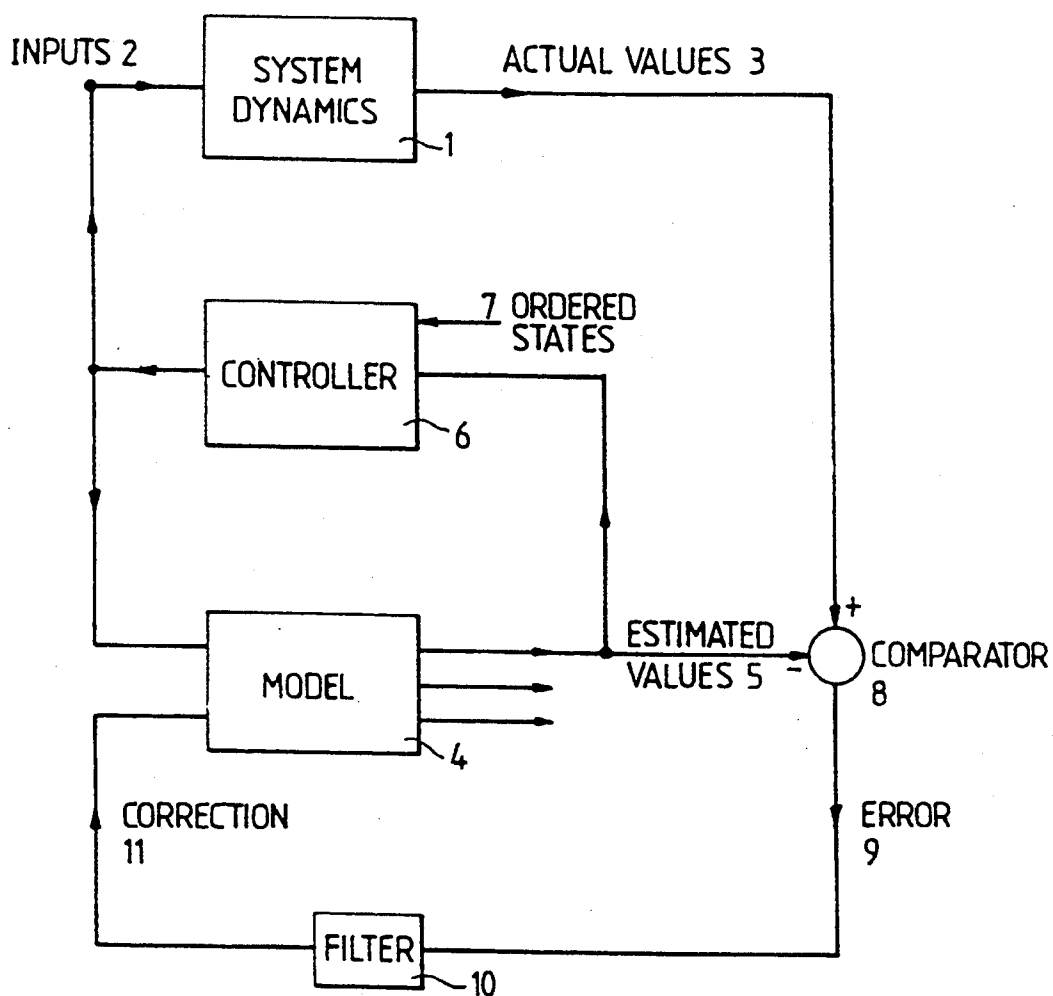 INPUTS 2
SYSTEM
DYNAMICS
1
ACTUAL VALUES 3
7 ORDERED
STATES
CONTROLLER
6
+
ESTIMATED
VALUES 5
-
COMPARATOR
8
MODEL
4
CORRECTION
11
ERROR
9
FILTER
10